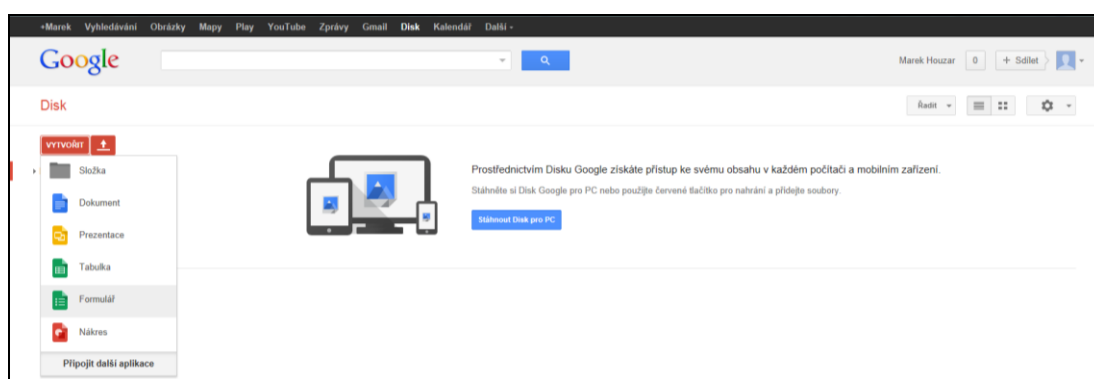 +Marek Vyhledávání Obrázky Mapy Play YouTube Zprávy Gmail Disk Kalendář Další
Google
Marek Houzar 0 + Sdílet
Disk
Řadit
VYTVOŘIT
Složka
Dokument
Prezentace
Tabulka
Formulář
Nákres
Připojit další aplikace
Prostřednictvím Disku Google získáte přístup ke svému obsahu v každém počítači a mobilním zařízení.
Stáhněte si Disk Google pro PC nebo použijte červené tlačítko pro nahrání a přidejte soubory.
Stáhnout Disk pro PC